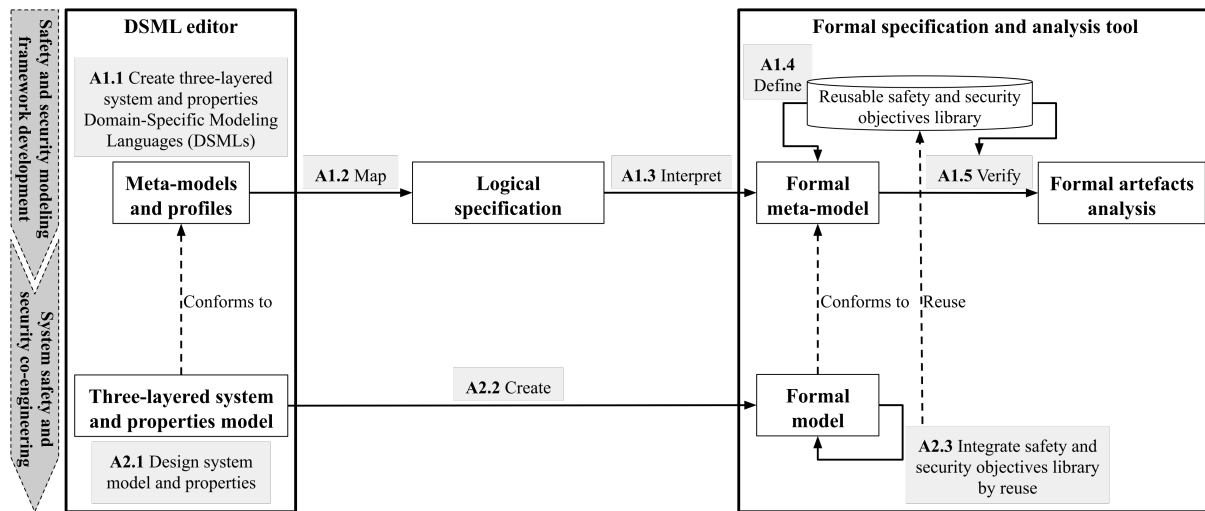 Safety and security modeling
framework development
System safety and
security co-engineering
DSML editor
A1.1 Create three-layered
system and properties
Domain-Specific Modeling
Languages (DSMLs)
Meta-models
and profiles
Conforms to
Three-layered system
and properties model
A2.1 Design system
model and properties
A1.2 Map
Logical
specification
A1.3 Interpret
A2.2 Create
Formal specification and analysis tool
A1.4
Define
Reusable safety and security
objectives library
Formal
meta-model
A1.5 Verify
Formal artefacts
analysis
Conforms to
Reuse
Formal
model
A2.3 Integrate safety and
security objectives library
by reuse